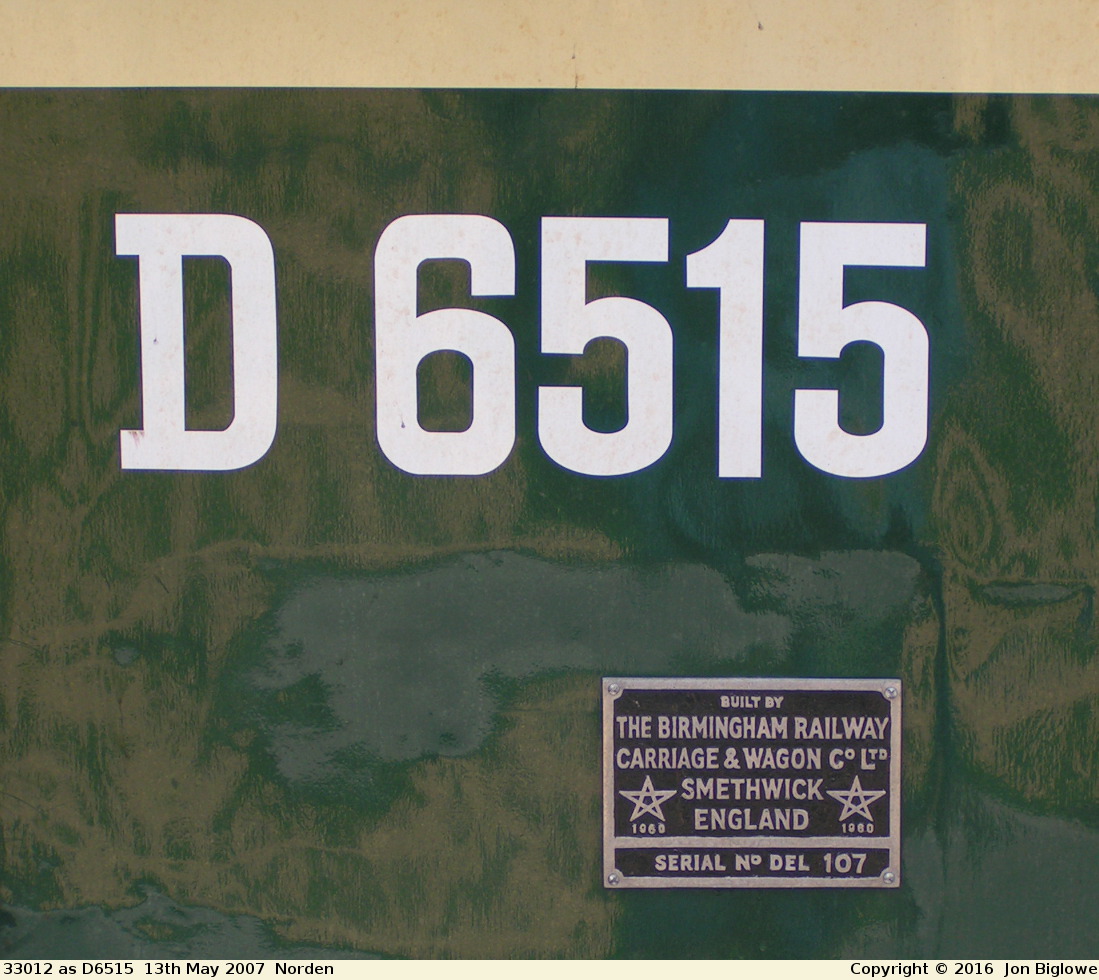 D 6515
BUILT BY
THE BIRMINGHAM RAILWAY
CARRIAGE & WAGON Cº LTD
SMETHWICK
ENGLAND
1960 1960
SERIAL Nº DEL 107
33012 as D6515 13th May 2007 Norden
Copyright © 2016 Jon Biglowe